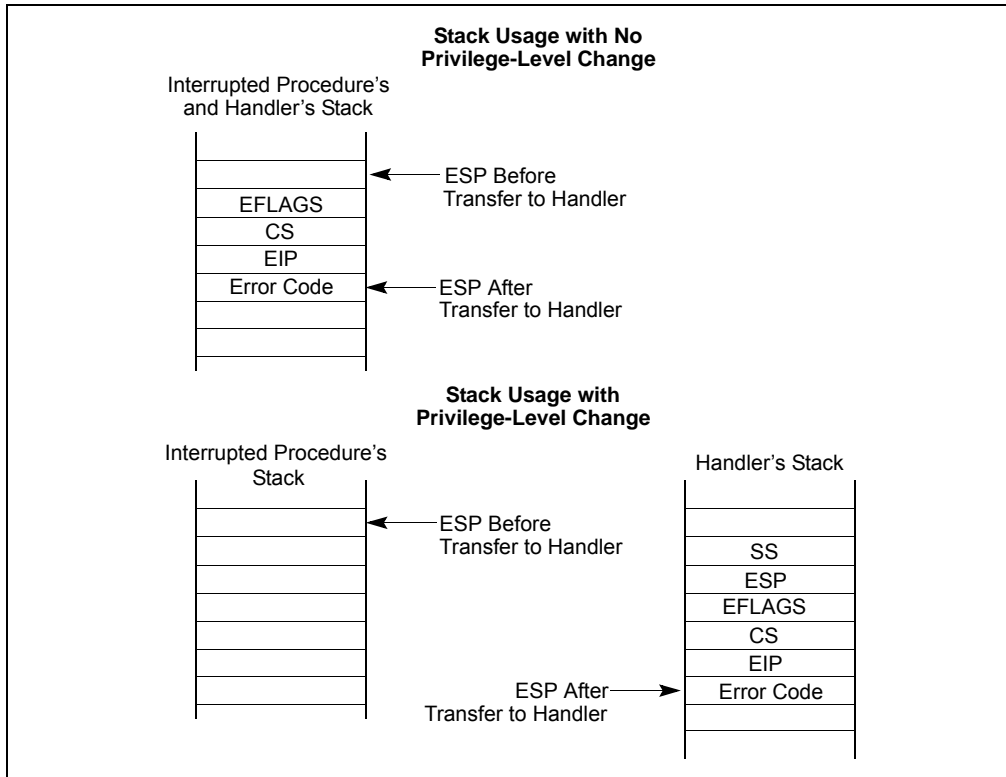 Stack Usage with No
Privilege-Level Change
Interrupted Procedure's
and Handler's Stack
ESP Before
Transfer to Handler
EFLAGS
CS
EIP
Error Code
ESP After
Transfer to Handler
Stack Usage with
Privilege-Level Change
Interrupted Procedure's
Stack
Handler's Stack
ESP Before
Transfer to Handler
SS
ESP
EFLAGS
CS
EIP
ESP After
Transfer to Handler
Error Code